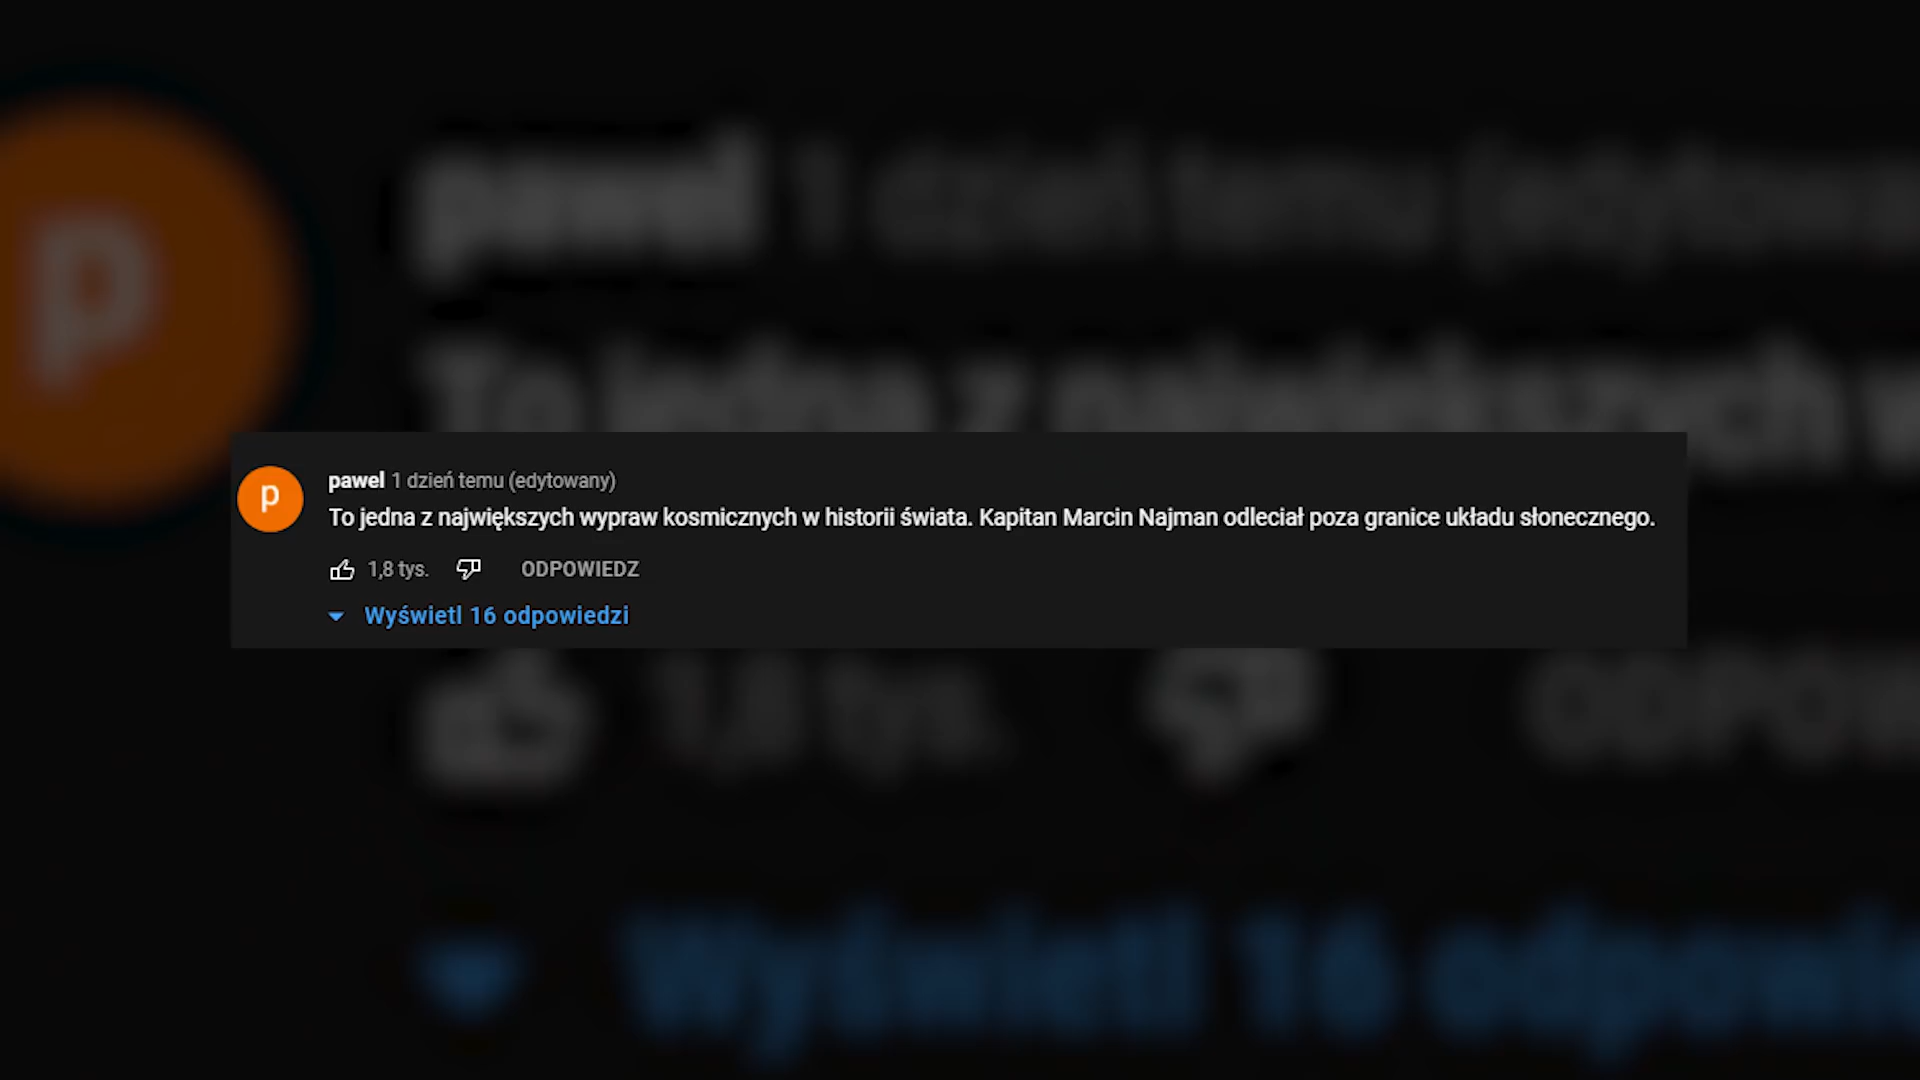 p
pawel 1 dzień temu (edytowany)
To jedna z największych wypraw kosmicznych w historii świata. Kapitan Marcin Najman odleciał poza granice układu słonecznego.
1,8 tys. ODPOWIEDZ
Wyświetl 16 odpowiedzi